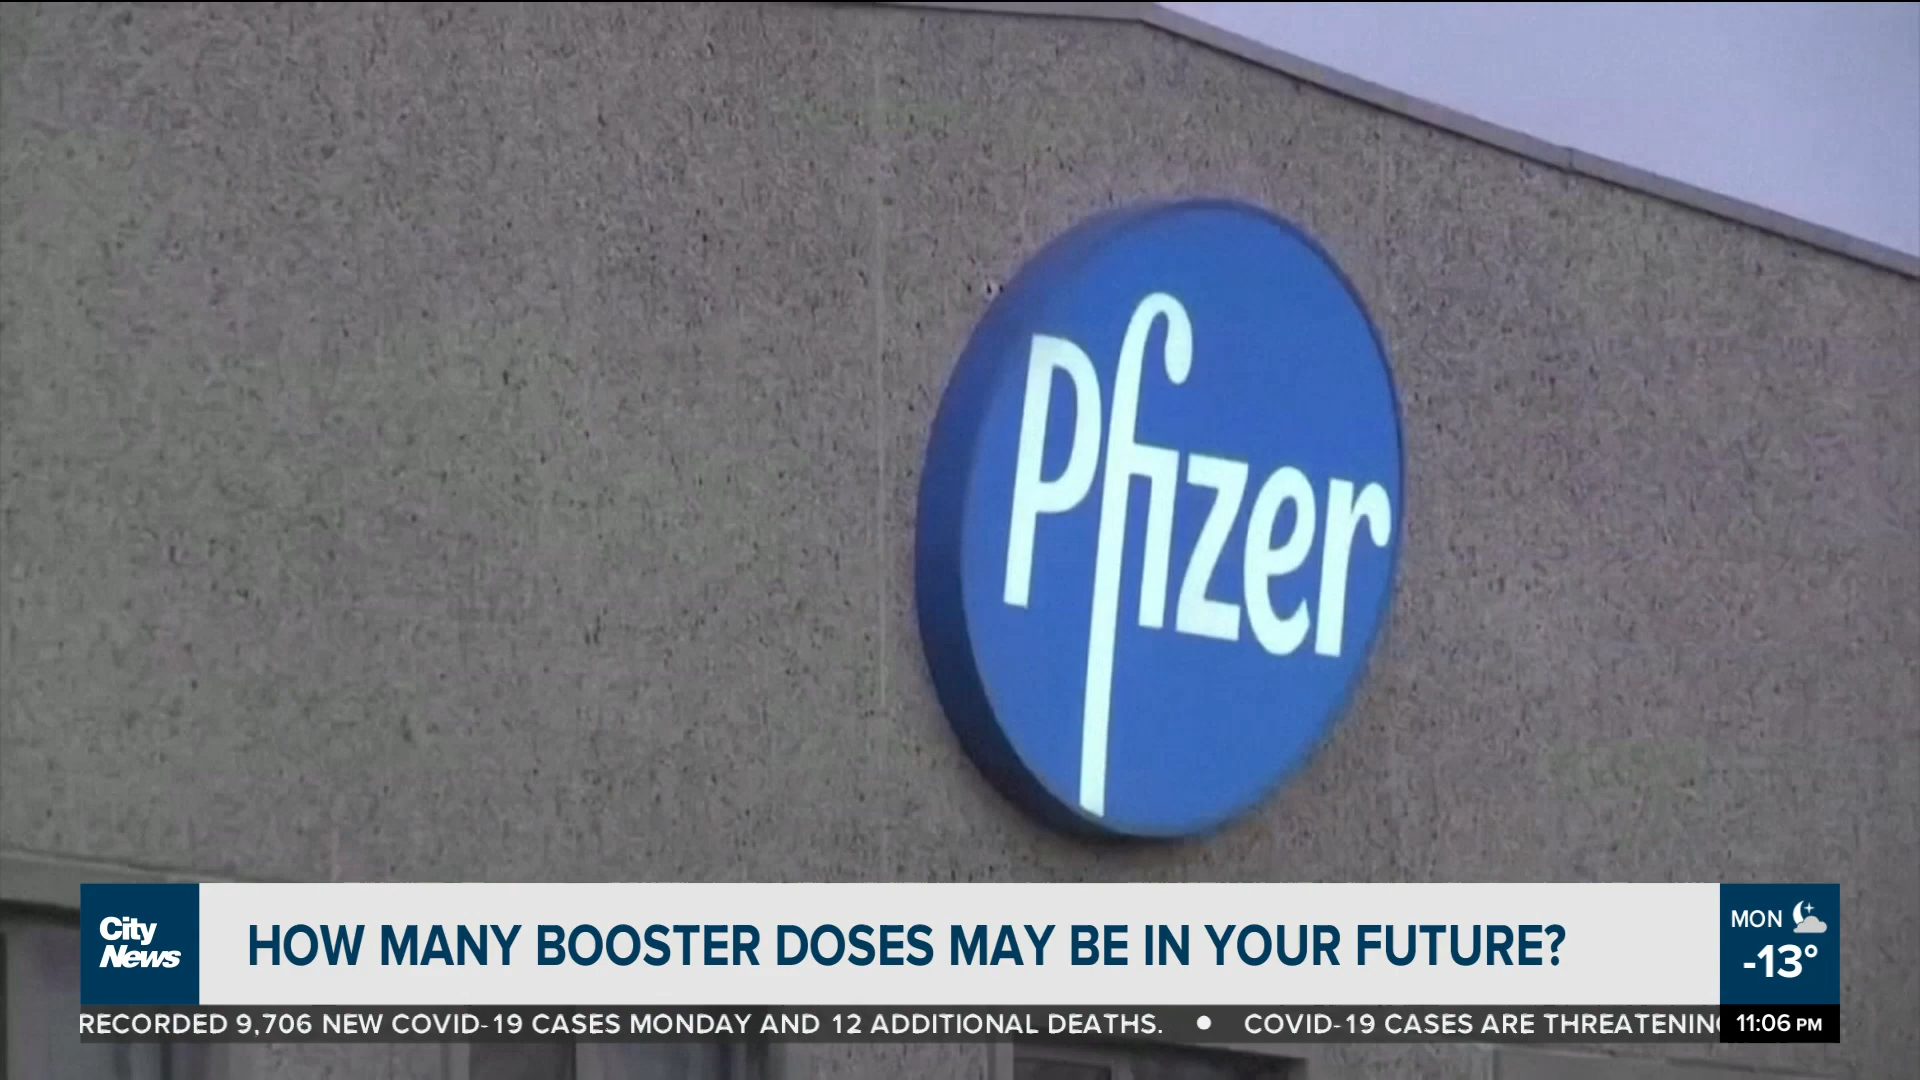 Pfizer
City
News
HOW MANY BOOSTER DOSES MAY BE IN YOUR FUTURE?
MON
-13°
RECORDED 9,706 NEW COVID-19 CASES MONDAY AND 12 ADDITIONAL DEATHS. • COVID-19 CASES ARE THREATENIN
11:06 PM